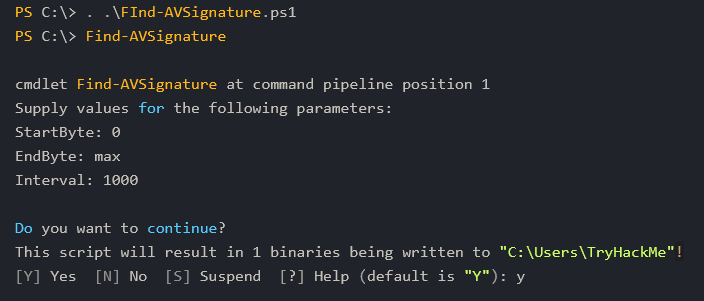 PS C:\> . .\FInd-AVSignature.ps1
PS C:\> Find-AVSignature
cmdlet Find-AVSignature at command pipeline position 1
Supply values for the following parameters:
StartByte: 0
EndByte: max
Interval: 1000
Do you want to continue?
This script will result in 1 binaries being written to "C:\Users\TryHackMe"!
[Y] Yes  [N] No  [S] Suspend  [?] Help (default is "Y"): y